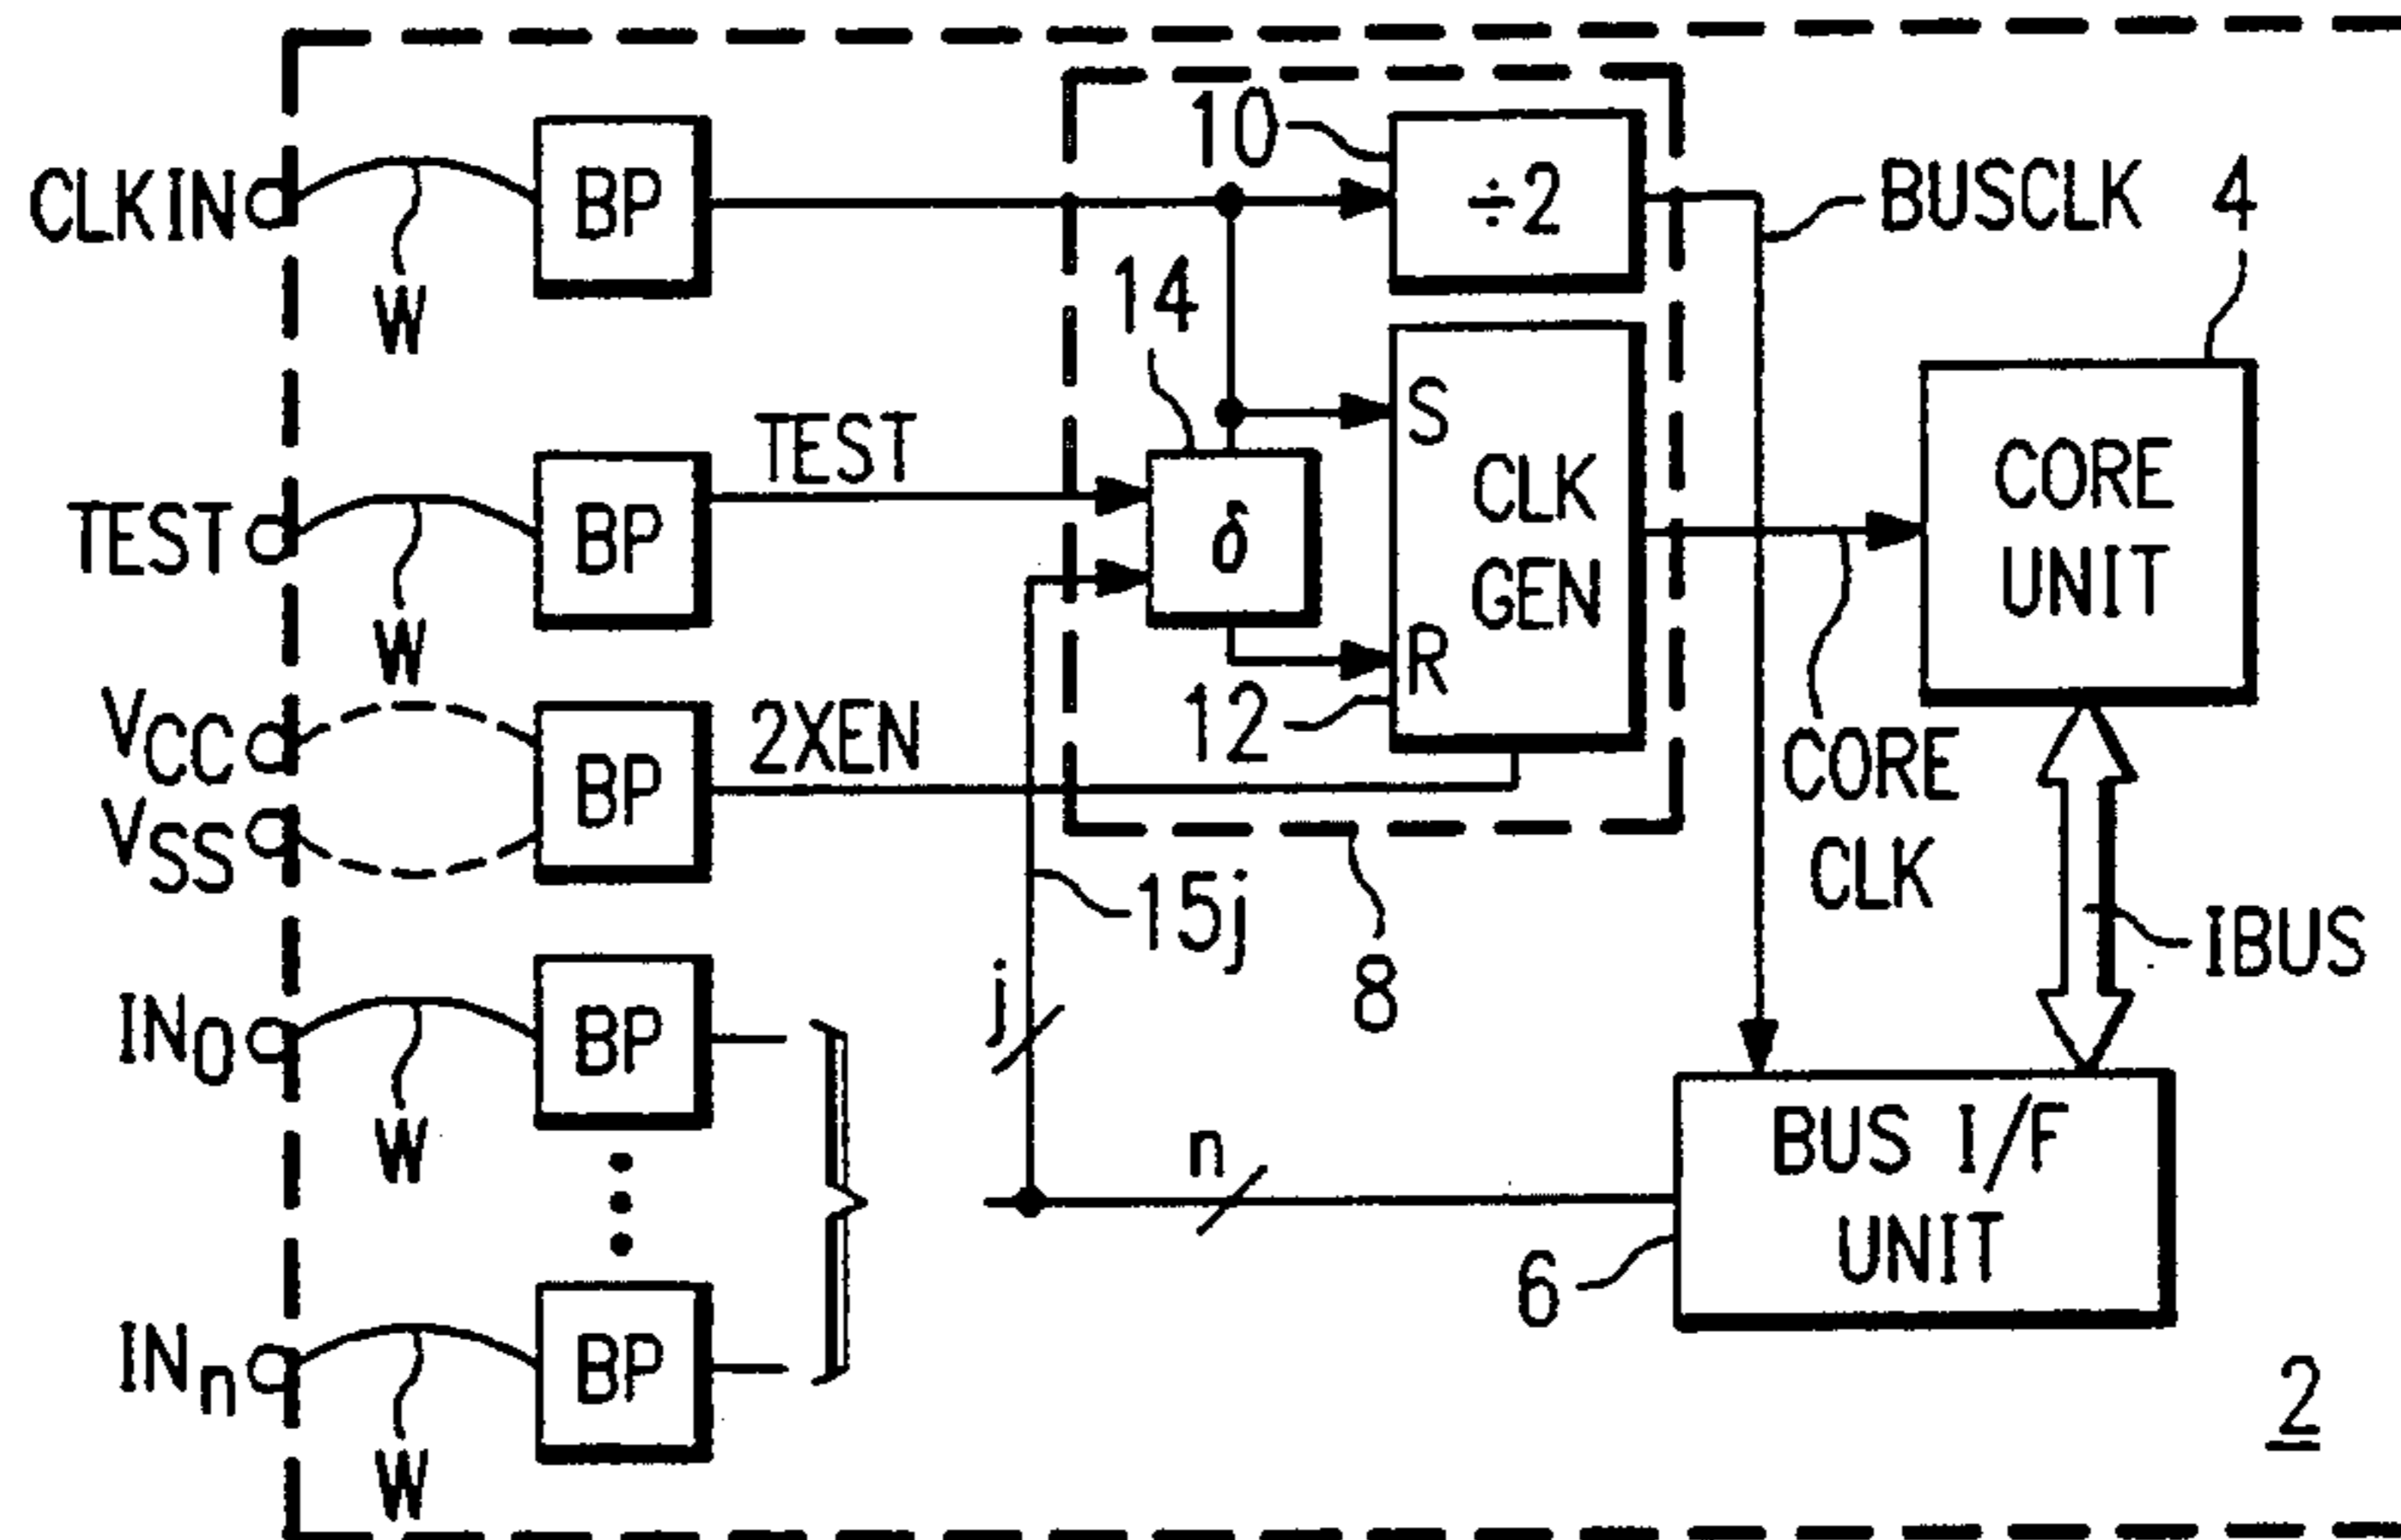 10
÷2
BUSCLK
4
CLKIN
BP
W
14
S
CLK
GEN
R
CORE
UNIT
TEST
BP
TEST
W
δ
12
VCC
VSS
BP
2XEN
CORE
CLK
15j
8
IBUS
IN0
BP
W
j
n
BUS I/F
UNIT
6
INn
BP
W
2